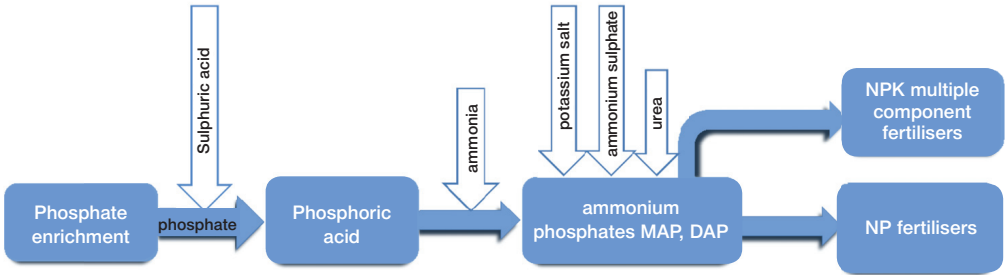 Phosphate
enrichment
Sulphuric acid
phosphate
Phosphoric
acid
ammonia
potassium salt
ammonium sulphate
urea
ammonium
phosphates MAP, DAP
NPK multiple
component
fertilisers
NP fertilisers